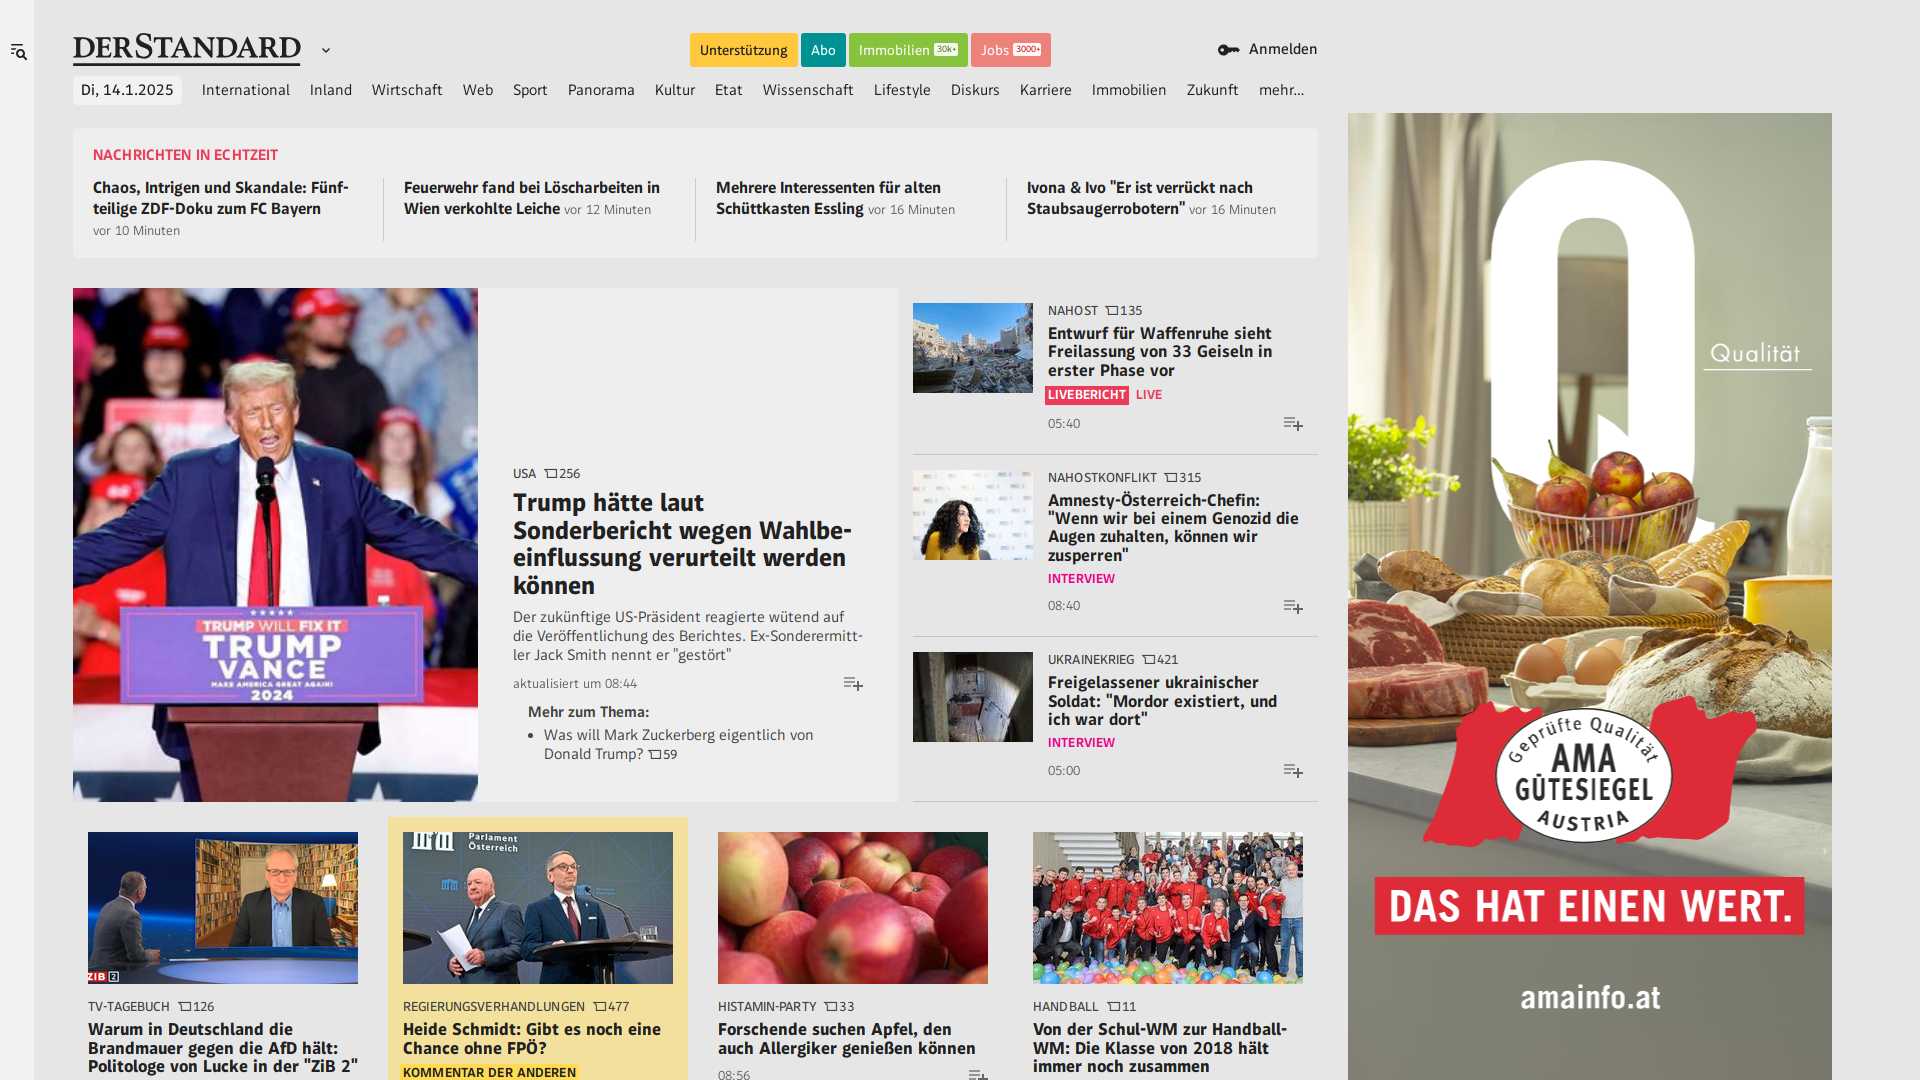 DERSTANDARD
Unterstützung
Abo
Immobilien 30k+
Jobs 3000+
Anmelden
Di, 14.1.2025
International
Inland
Wirtschaft
Web
Sport
Panorama
Kultur
Etat
Wissenschaft
Lifestyle
Diskurs
Karriere
Immobilien
Zukunft
mehr...
NACHRICHTEN IN ECHTZEIT
Chaos, Intrigen und Skandale: Fünf-
teilige ZDF-Doku zum FC Bayern
vor 10 Minuten
Feuerwehr fand bei Löscharbeiten in
Wien verkohlte Leiche vor 12 Minuten
Mehrere Interessenten für alten
Schüttkasten Essling vor 16 Minuten
Ivona & Ivo "Er ist verrückt nach
Staubsaugerrobotern" vor 16 Minuten
TRUMP WILL FIX IT
TRUMP
VANCE
MAKE AMERICA GREAT AGAIN!
2024
USA 256
Trump hätte laut
Sonderbericht wegen Wahlbe-
einflussung verurteilt werden
können
Der zukünftige US-Präsident reagierte wütend auf
die Veröffentlichung des Berichtes. Ex-Sonderermitt-
ler Jack Smith nennt er "gestört"
aktualisiert um 08:44
Mehr zum Thema:
• Was will Mark Zuckerberg eigentlich von
Donald Trump? 59
NAHOST 135
Entwurf für Waffenruhe sieht
Freilassung von 33 Geiseln in
erster Phase vor
LIVEBERICHT LIVE
05:40
NAHOSTKONFLIKT 315
Amnesty-Österreich-Chefin:
"Wenn wir bei einem Genozid die
Augen zuhalten, können wir
zusperren"
INTERVIEW
08:40
UKRAINEKRIEG 421
Freigelassener ukrainischer
Soldat: "Mordor existiert, und
ich war dort"
INTERVIEW
05:00
ZIB 2
TV-TAGEBUCH 126
Warum in Deutschland die
Brandmauer gegen die AfD hält:
Politologe von Lucke in der "ZiB 2"
Parlament
Österreich
REGIERUNGSVERHANDLUNGEN 477
Heide Schmidt: Gibt es noch eine
Chance ohne FPÖ?
KOMMENTAR DER ANDEREN
HISTAMIN-PARTY 33
Forschende suchen Apfel, den
auch Allergiker genießen können
08:56
HANDBALL 11
Von der Schul-WM zur Handball-
WM: Die Klasse von 2018 hält
immer noch zusammen
Qualität
Geprüfte Qualität
AMA
GÜTESIEGEL
AUSTRIA
DAS HAT EINEN WERT.
amainfo.at